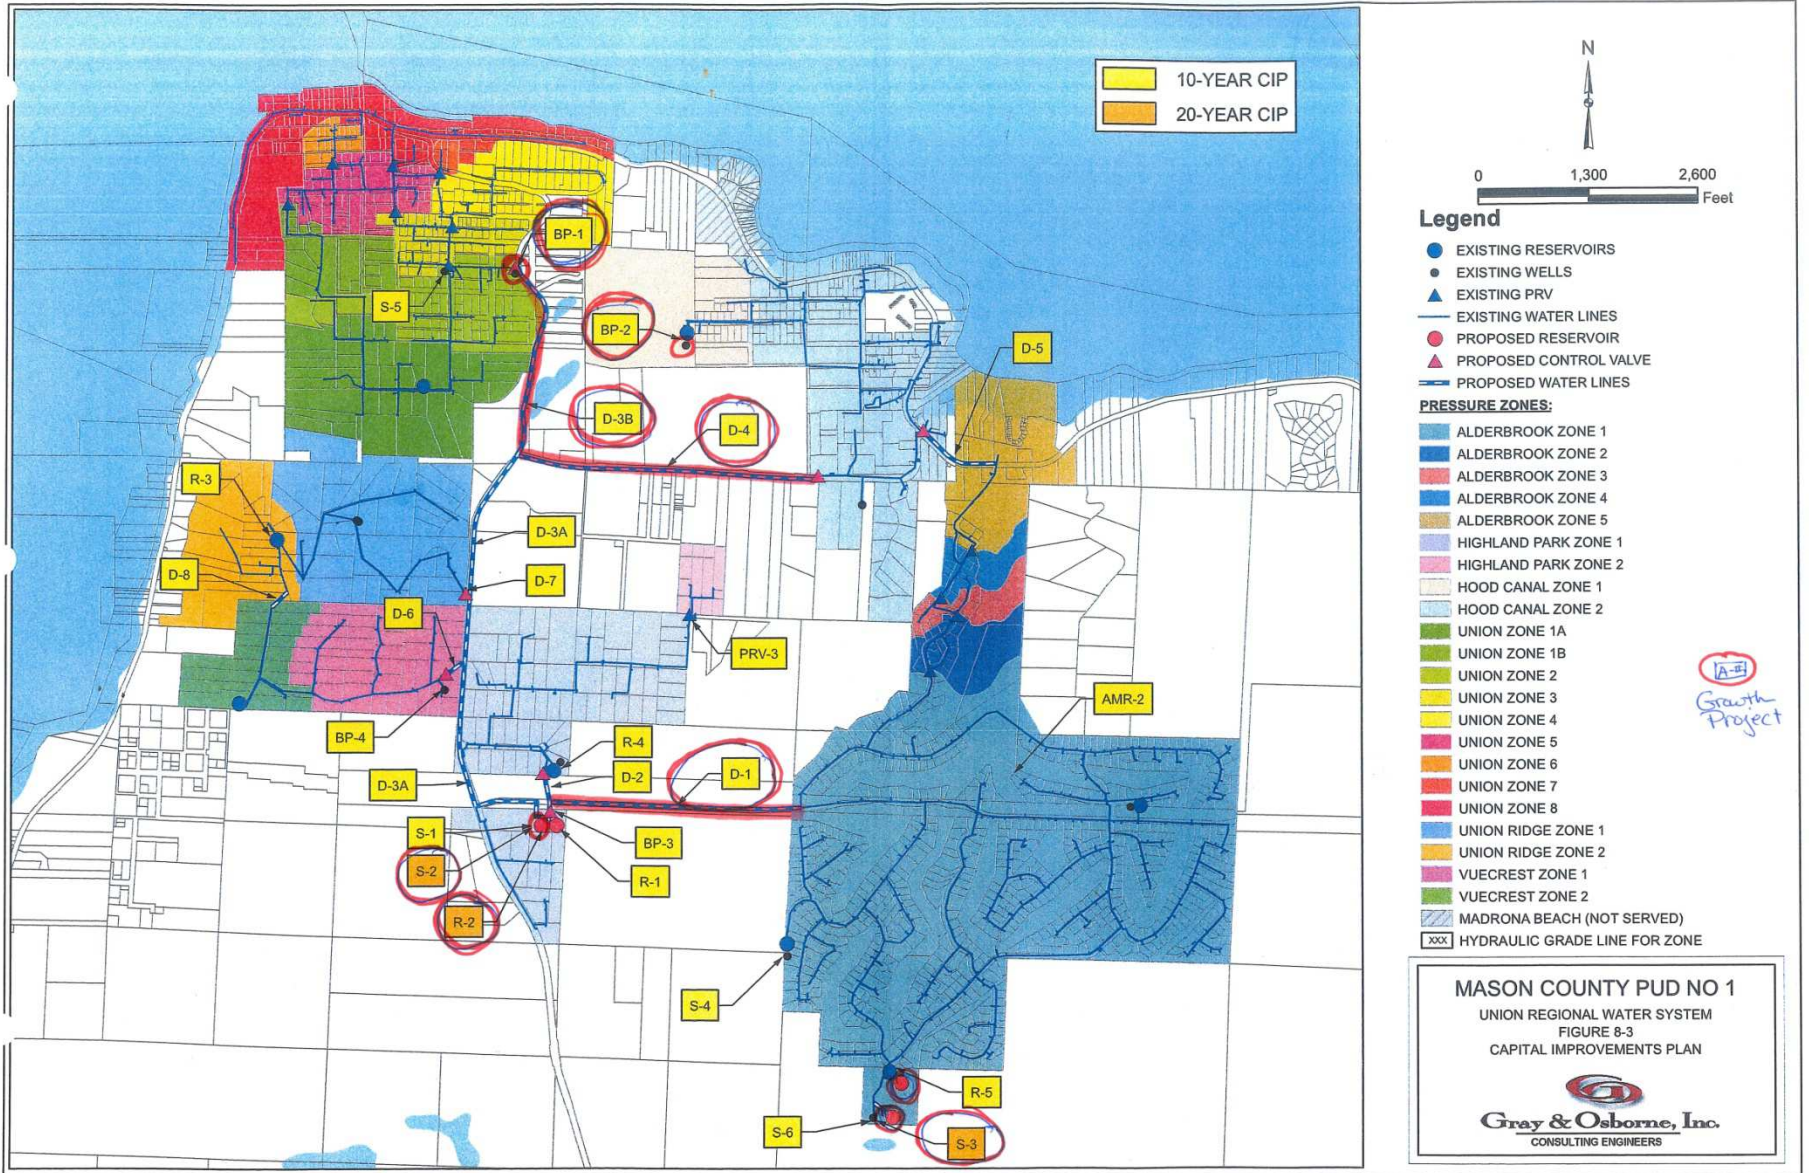 10-YEAR CIP
20-YEAR CIP
BP-1
S-5
BP-2
D-5
D-3B
D-4
R-3
D-3A
D-8
D-7
D-6
PRV-3
AMR-2
BP-4
R-4
D-2
D-1
D-3A
S-1
BP-3
S-2
R-1
R-2
S-4
R-5
S-6
S-3
N
0 1,300 2,600
Feet
Legend
EXISTING RESERVOIRS
EXISTING WELLS
EXISTING PRV
EXISTING WATER LINES
PROPOSED RESERVOIR
PROPOSED CONTROL VALVE
PROPOSED WATER LINES
PRESSURE ZONES:
ALDERBROOK ZONE 1
ALDERBROOK ZONE 2
ALDERBROOK ZONE 3
ALDERBROOK ZONE 4
ALDERBROOK ZONE 5
HIGHLAND PARK ZONE 1
HIGHLAND PARK ZONE 2
HOOD CANAL ZONE 1
HOOD CANAL ZONE 2
UNION ZONE 1A
UNION ZONE 1B
UNION ZONE 2
UNION ZONE 3
UNION ZONE 4
UNION ZONE 5
UNION ZONE 6
UNION ZONE 7
UNION ZONE 8
UNION RIDGE ZONE 1
UNION RIDGE ZONE 2
VUECREST ZONE 1
VUECREST ZONE 2
MADRONA BEACH (NOT SERVED)
XXX HYDRAULIC GRADE LINE FOR ZONE
Growth
Project
MASON COUNTY PUD NO 1
UNION REGIONAL WATER SYSTEM
FIGURE 8-3
CAPITAL IMPROVEMENTS PLAN
Gray & Osborne, Inc.
CONSULTING ENGINEERS